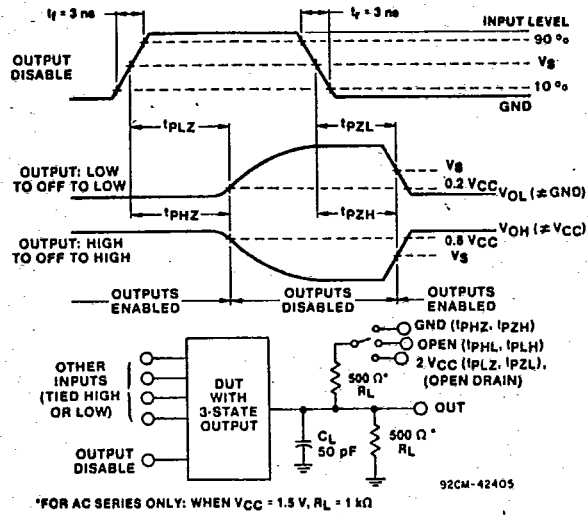 tf = 3 ns
tr = 3 ns
INPUT LEVEL
90 %
VS
10 %
GND
OUTPUT
DISABLE
tPLZ
tPZL
OUTPUT: LOW
TO OFF TO LOW
VS
0.2 VCC
VOL (≠ GND)
tPHZ
tPZH
OUTPUT: HIGH
TO OFF TO HIGH
VOH (≠ VCC)
0.8 VCC
VS
OUTPUTS
ENABLED
OUTPUTS
DISABLED
OUTPUTS
ENABLED
GND (tPHZ, tPZH)
OPEN (tPHL, tPLH)
2 VCC (tPLZ, tPZL),
(OPEN DRAIN)
OTHER
INPUTS
(TIED HIGH
OR LOW)
DUT
WITH
3-STATE
OUTPUT
500 Ω*
RL
OUT
OUTPUT
DISABLE
CL
50 pF
500 Ω*
RL
92CM-42405
*FOR AC SERIES ONLY: WHEN VCC = 1.5 V, RL = 1 kΩ